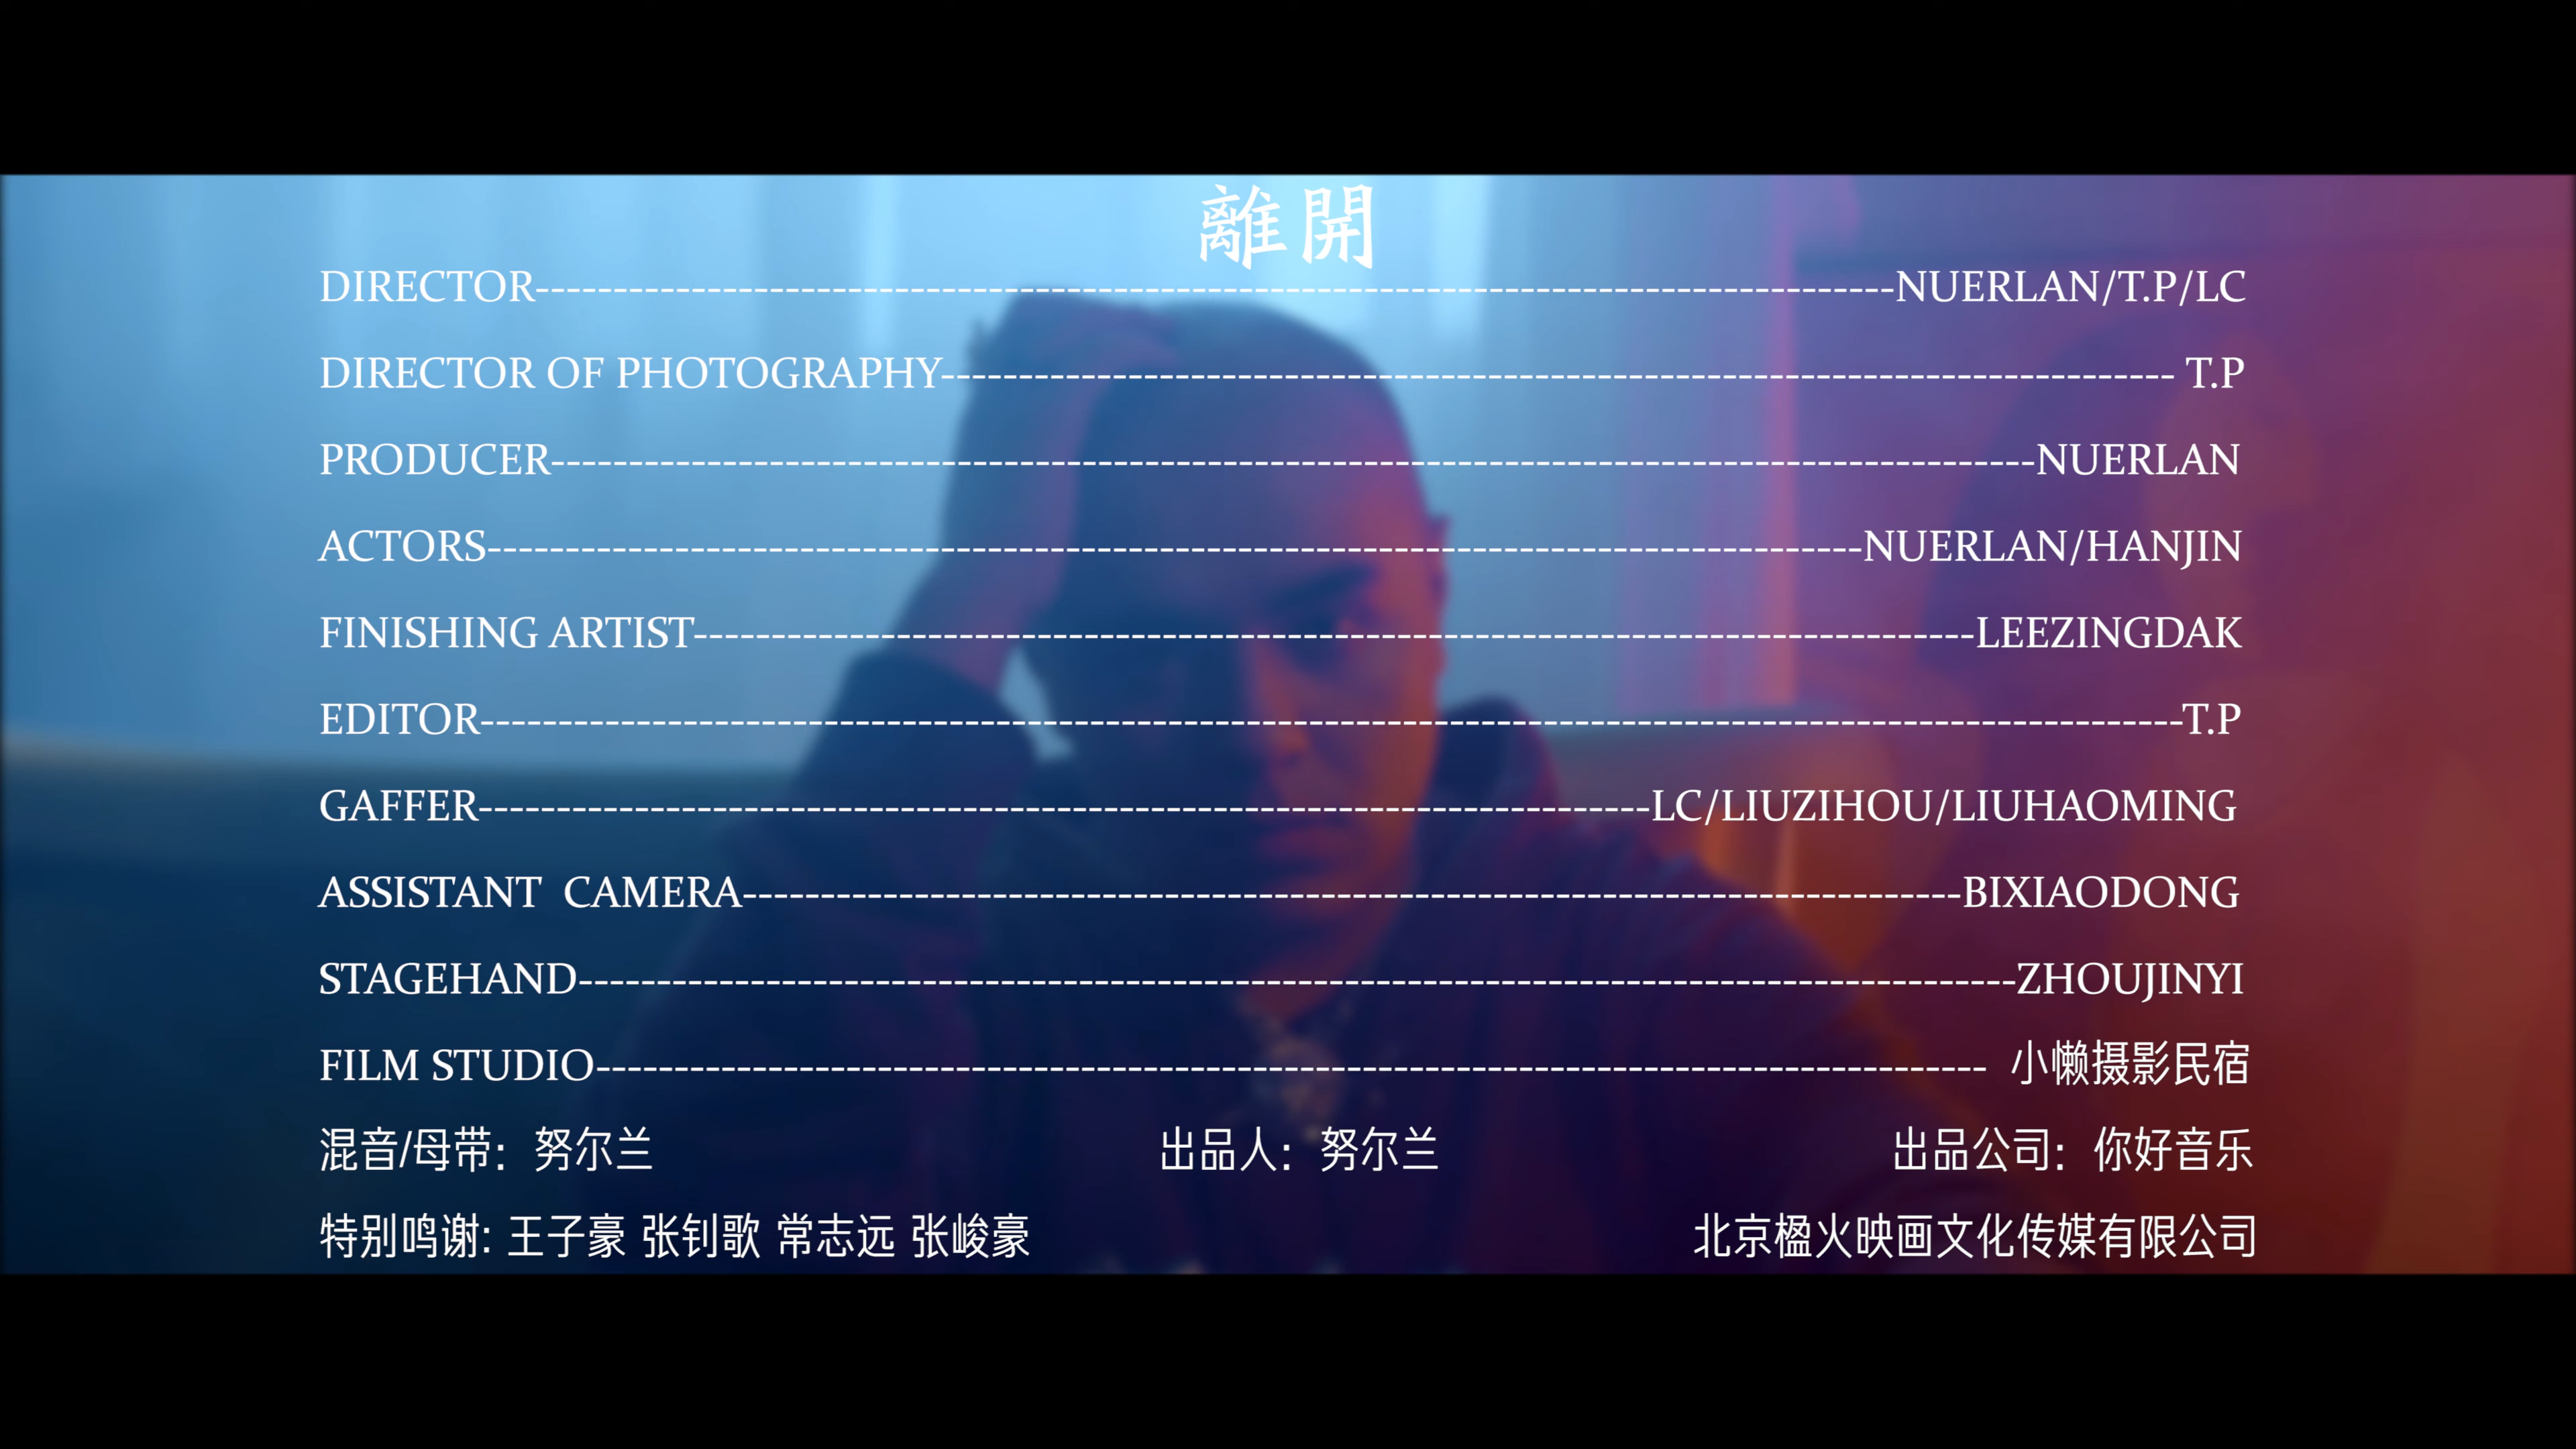 離開
DIRECTOR-------------------------------------------------------------------------------NUERLAN/T.P/LC
DIRECTOR OF PHOTOGRAPHY------------------------------------------------------------------------ T.P
PRODUCER--------------------------------------------------------------------------------------NUERLAN
ACTORS--------------------------------------------------------------------------------NUERLAN/HANJIN
FINISHING ARTIST--------------------------------------------------------------------------LEEZINGDAK
EDITOR---------------------------------------------------------------------------------------------------T.P
GAFFER--------------------------------------------------------------------LC/LIUZIHOU/LIUHAOMING
ASSISTANT  CAMERA-----------------------------------------------------------------------BIXIAODONG
STAGEHAND------------------------------------------------------------------------------------ZHOUJINYI
FILM STUDIO--------------------------------------------------------------------------------- 小懒摄影民宿
混音/母带：努尔兰 出品人：努尔兰 出品公司：你好音乐
特别鸣谢: 王子豪 张钊歌 常志远 张峻豪 北京楹火映画文化传媒有限公司